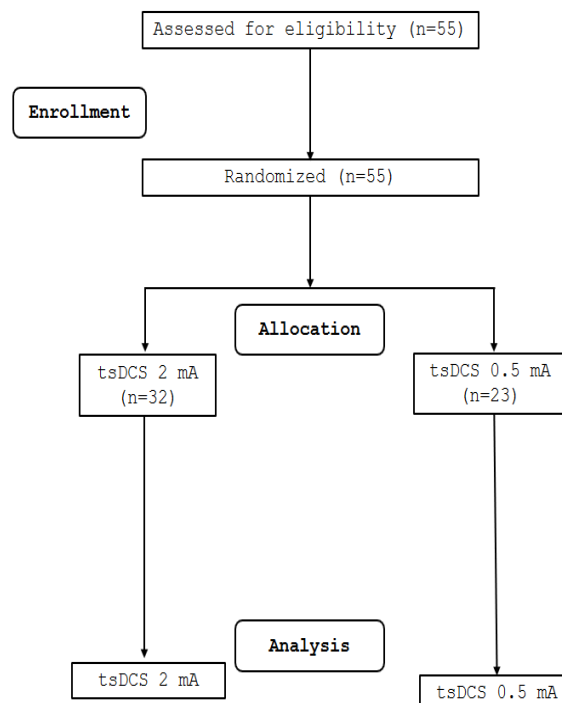 Assessed for eligibility (n=55)
Enrollment
Randomized (n=55)
Allocation
tsDCS 2 mA
(n=32)
tsDCS 0.5 mA
(n=23)
Analysis
tsDCS 2 mA
tsDCS 0.5 mA